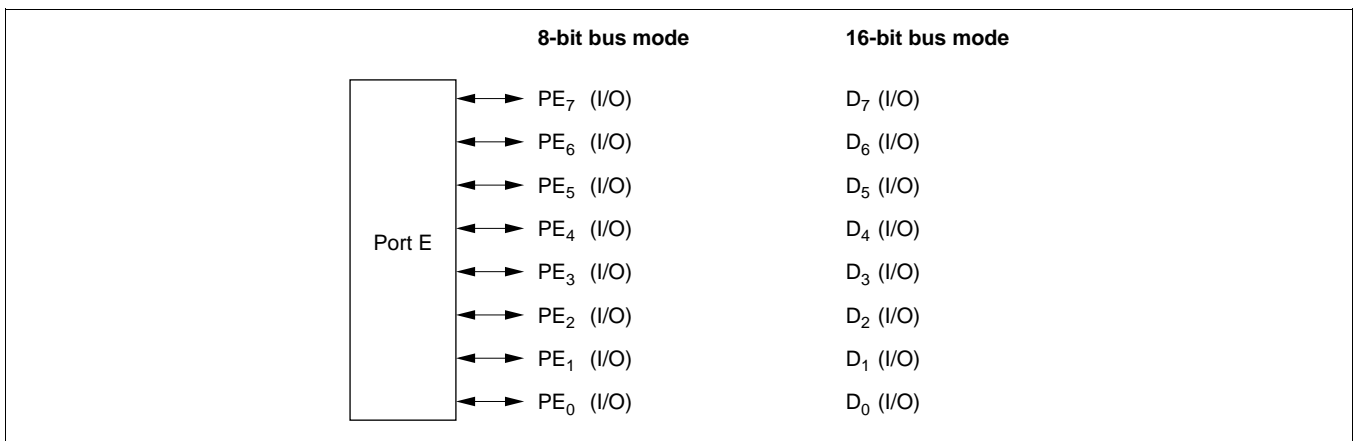 8-bit bus mode 16-bit bus mode
PE₇ (I/O) D₇ (I/O)
PE₆ (I/O) D₆ (I/O)
PE₅ (I/O) D₅ (I/O)
PE₄ (I/O) D₄ (I/O)
Port E
PE₃ (I/O) D₃ (I/O)
PE₂ (I/O) D₂ (I/O)
PE₁ (I/O) D₁ (I/O)
PE₀ (I/O) D₀ (I/O)